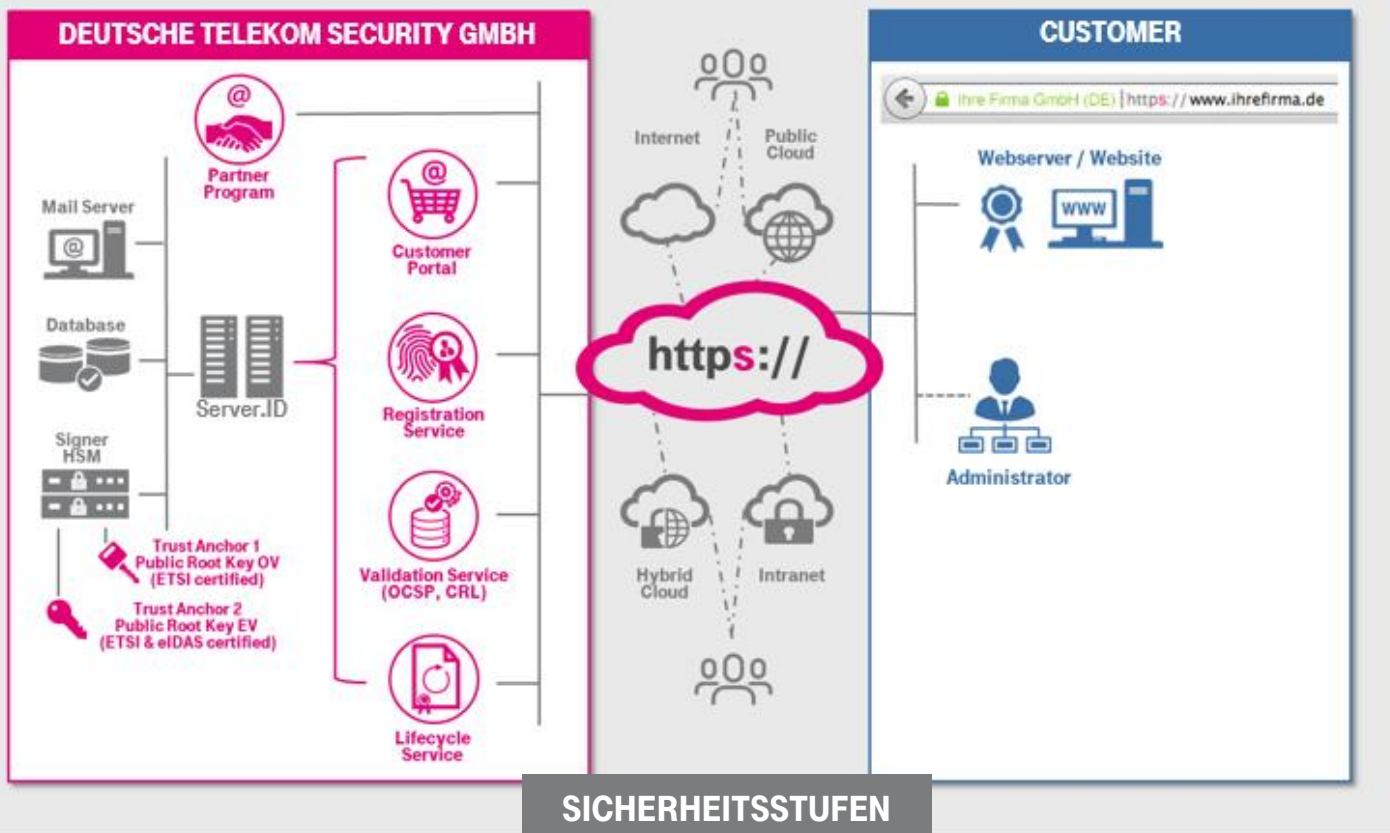 DEUTSCHE TELEKOM SECURITY GMBH
@
Partner
Program
Mail Server
@
Database
Server.ID
Signer
HSM
Trust Anchor 1
Public Root Key OV
(ETSI certified)
Trust Anchor 2
Public Root Key EV
(ETSI & eIDAS certified)
@
Customer
Portal
Registration
Service
Validation Service
(OCSP, CRL)
Lifecycle
Service
Internet
Public
Cloud
https://
Hybrid
Cloud
Intranet
CUSTOMER
Ihre Firma GmbH (DE) | https://www.ihrefirma.de
Webserver / Website
www
Administrator
SICHERHEITSSTUFEN